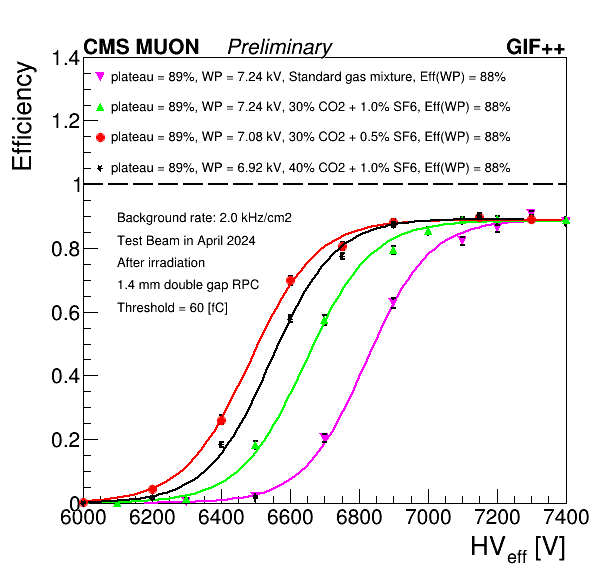 CMS MUON Preliminary GIF++
Efficiency
1.4
1.2
1
0.8
0.6
0.4
0.2
0
plateau = 89%, WP = 7.24 kV, Standard gas mixture, Eff(WP) = 88%
plateau = 89%, WP = 7.24 kV, 30% CO2 + 1.0% SF6, Eff(WP) = 88%
plateau = 89%, WP = 7.08 kV, 30% CO2 + 0.5% SF6, Eff(WP) = 88%
plateau = 89%, WP = 6.92 kV, 40% CO2 + 1.0% SF6, Eff(WP) = 88%
Background rate: 2.0 kHz/cm2
Test Beam in April 2024
After irradiation
1.4 mm double gap RPC
Threshold = 60 [fC]
6000 6200 6400 6600 6800 7000 7200 7400
HVeff [V]